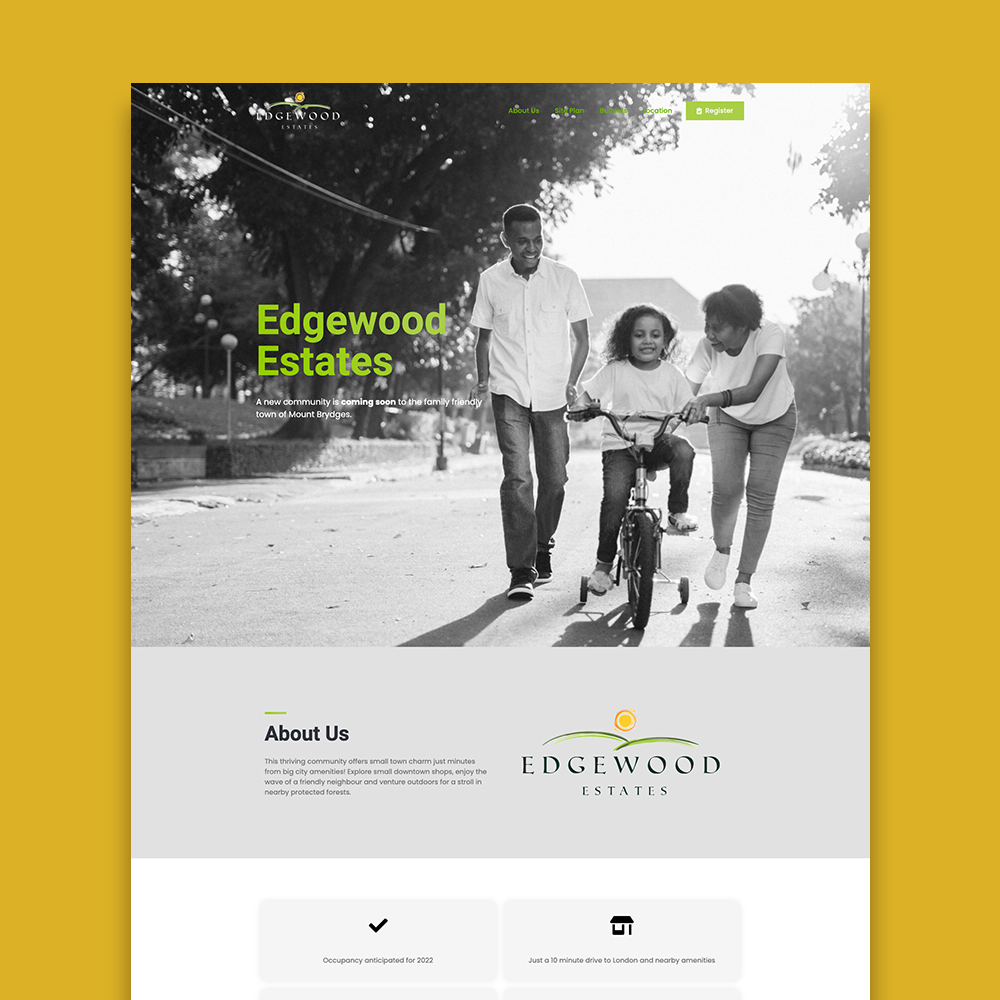 EDGEWOOD
ESTATES
About Us Site Plan Builders Location Register
Edgewood
Estates
A new community is coming soon to the family friendly
town of Mount Brydges.
About Us
This thriving community offers small town charm just minutes
from big city amenities! Explore small downtown shops, enjoy the
wave of a friendly neighbour and venture outdoors for a stroll in
nearby protected forests.
EDGEWOOD
ESTATES
Occupancy anticipated for 2022
Just a 10 minute drive to London and nearby amenities